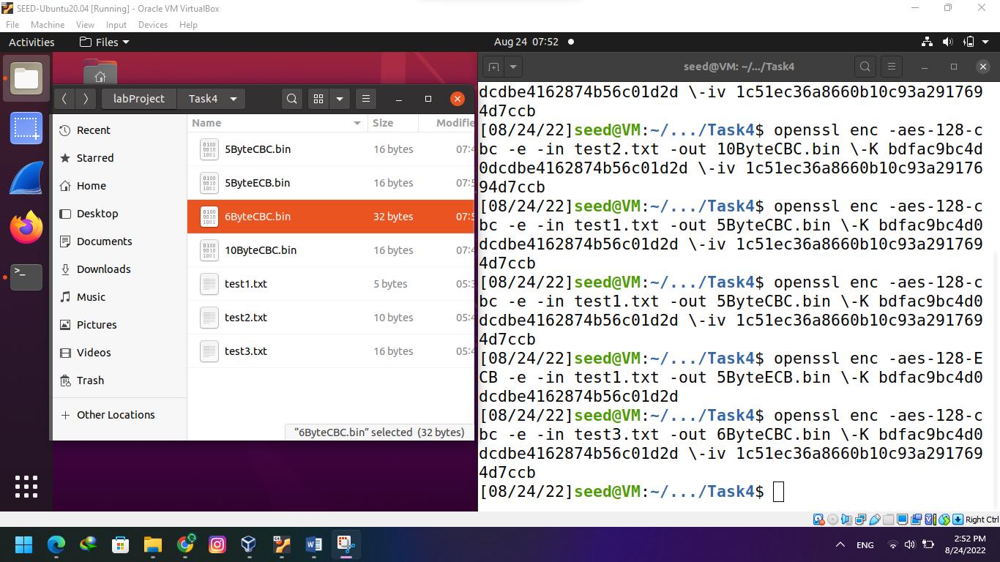 SEED-Ubuntu20.04 [Running] - Oracle VM VirtualBox
File Machine View Input Devices Help
Activities Files Aug 24 07:52
seed@VM: ~/.../Task4
labProject Task4
Name Size Modifie
Recent
Starred
Home
Desktop
Documents
Downloads
Music
Pictures
Videos
Trash
Other Locations
5ByteCBC.bin 16 bytes 07:4
5ByteECB.bin 16 bytes 07:5
6ByteCBC.bin 32 bytes 07:5
10ByteCBC.bin 16 bytes 07:4
test1.txt 5 bytes 05:3
test2.txt 10 bytes 05:4
test3.txt 16 bytes 05:4
“6ByteCBC.bin” selected (32 bytes)
dcdbe4162874b56c01d2d \-iv 1c51ec36a8660b10c93a291769
4d7ccb
[08/24/22]seed@VM:~/.../Task4$ openssl enc -aes-128-c
bc -e -in test2.txt -out 10ByteCBC.bin \-K bdfac9bc4d
0dcdbe4162874b56c01d2d \-iv 1c51ec36a8660b10c93a29176
94d7ccb
[08/24/22]seed@VM:~/.../Task4$ openssl enc -aes-128-c
bc -e -in test1.txt -out 5ByteCBC.bin \-K bdfac9bc4d0
dcdbe4162874b56c01d2d \-iv 1c51ec36a8660b10c93a291769
4d7ccb
[08/24/22]seed@VM:~/.../Task4$ openssl enc -aes-128-c
bc -e -in test1.txt -out 5ByteCBC.bin \-K bdfac9bc4d0
dcdbe4162874b56c01d2d \-iv 1c51ec36a8660b10c93a291769
4d7ccb
[08/24/22]seed@VM:~/.../Task4$ openssl enc -aes-128-E
CB -e -in test1.txt -out 5ByteECB.bin \-K bdfac9bc4d0
dcdbe4162874b56c01d2d
[08/24/22]seed@VM:~/.../Task4$ openssl enc -aes-128-c
bc -e -in test3.txt -out 6ByteCBC.bin \-K bdfac9bc4d0
dcdbe4162874b56c01d2d \-iv 1c51ec36a8660b10c93a291769
4d7ccb
[08/24/22]seed@VM:~/.../Task4$
Right Ctrl
ENG
2:52 PM
8/24/2022